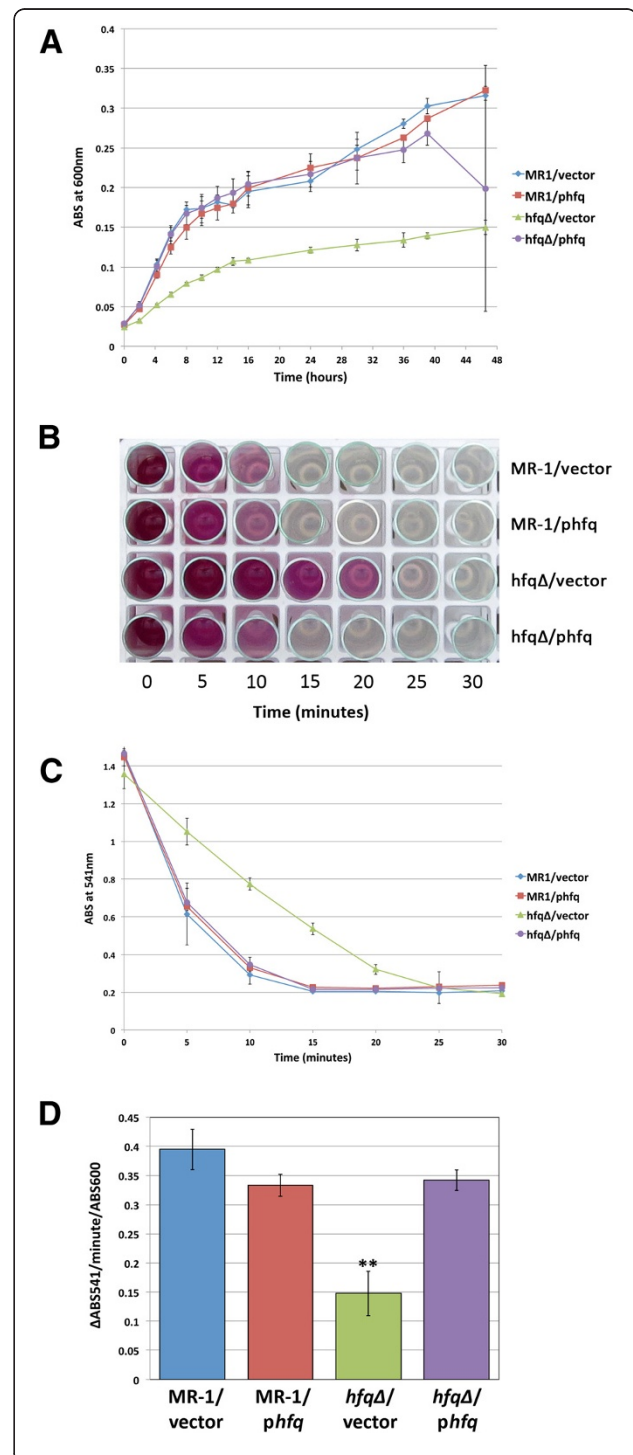 A
ABS at 600nm
0.4
0.35
0.3
0.25
0.2
0.15
0.1
0.05
0
0 4 8 12 16 20 24 28 32 36 40 44 48
Time (hours)
MR1/vector
MR1/phfq
hfqΔ/vector
hfqΔ/phfq
B
MR-1/vector
MR-1/phfq
hfqΔ/vector
hfqΔ/phfq
0 5 10 15 20 25 30
Time (minutes)
C
ABS at 541nm
1.4
1.2
1
0.8
0.6
0.4
0.2
0
0 5 10 15 20 25 30
Time (minutes)
MR1/vector
MR1/phfq
hfqΔ/vector
hfqΔ/phfq
D
ΔABS541/minute/ABS600
0.45
0.4
0.35
0.3
0.25
0.2
0.15
0.1
0.05
0
**
MR-1/ MR-1/ hfqΔ/ hfqΔ/
vector phfq vector phfq